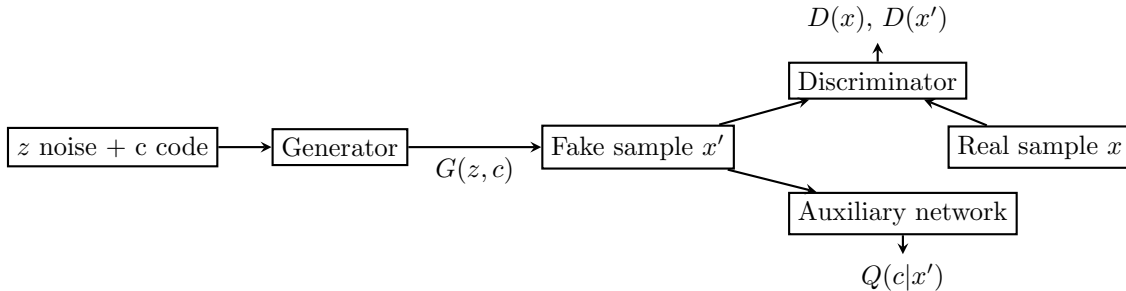 D(x), D(x′)
Discriminator
z noise + c code
Generator
G(z, c)
Fake sample x′
Real sample x
Auxiliary network
Q(c|x′)